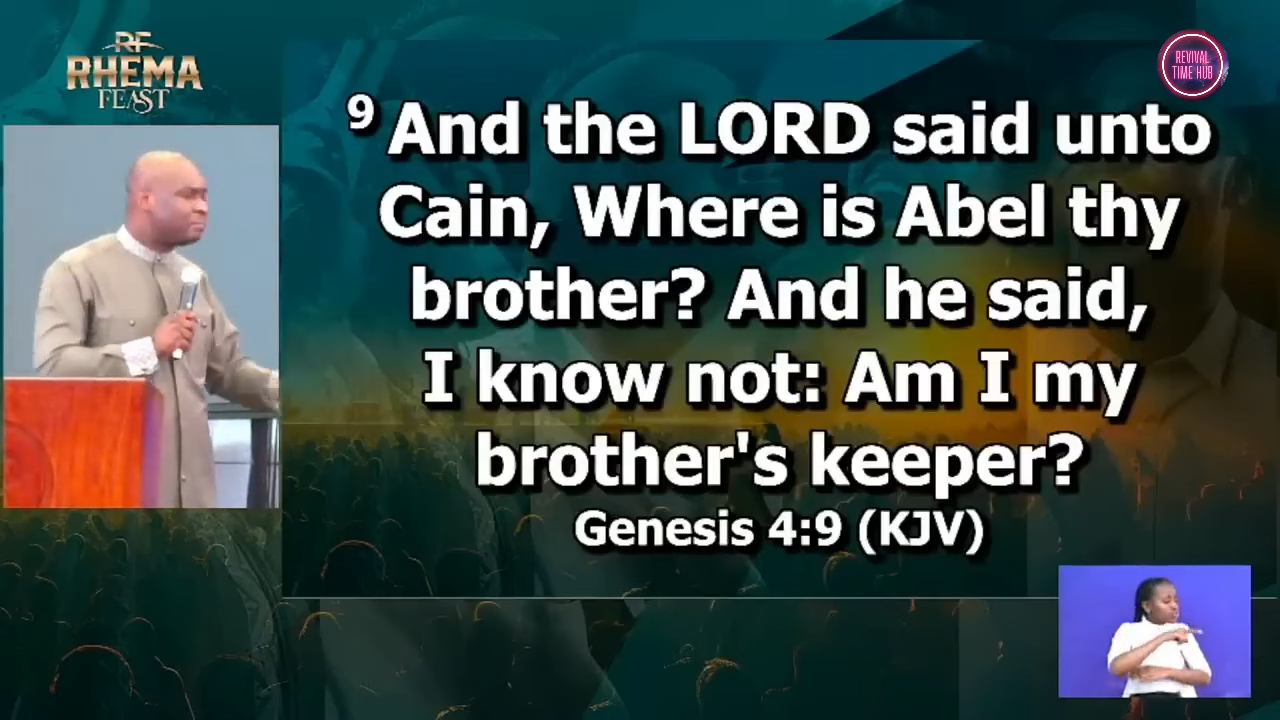 RF
RHEMA
FEAST
REVIVAL
TIME HUB
9 And the LORD said unto
Cain, Where is Abel thy
brother? And he said,
I know not: Am I my
brother's keeper?
Genesis 4:9 (KJV)